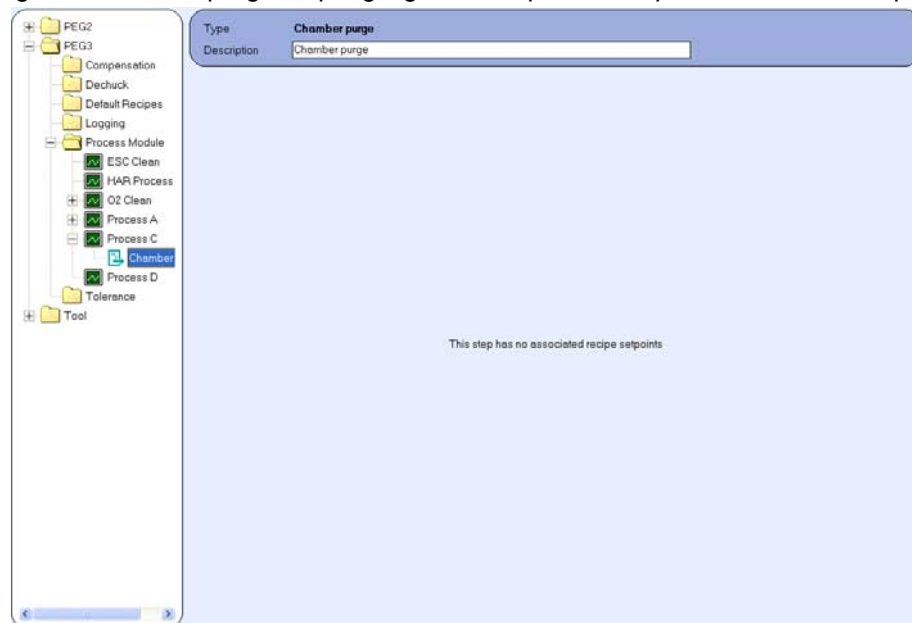 PEG2
PEG3
Compensation
Dechuck
Default Recipes
Logging
Process Module
ESC Clean
HAR Process
O2 Clean
Process A
Process C
Chamber
Process D
Tolerance
Tool
Type Chamber purge
Description Chamber purge
This step has no associated recipe setpoints